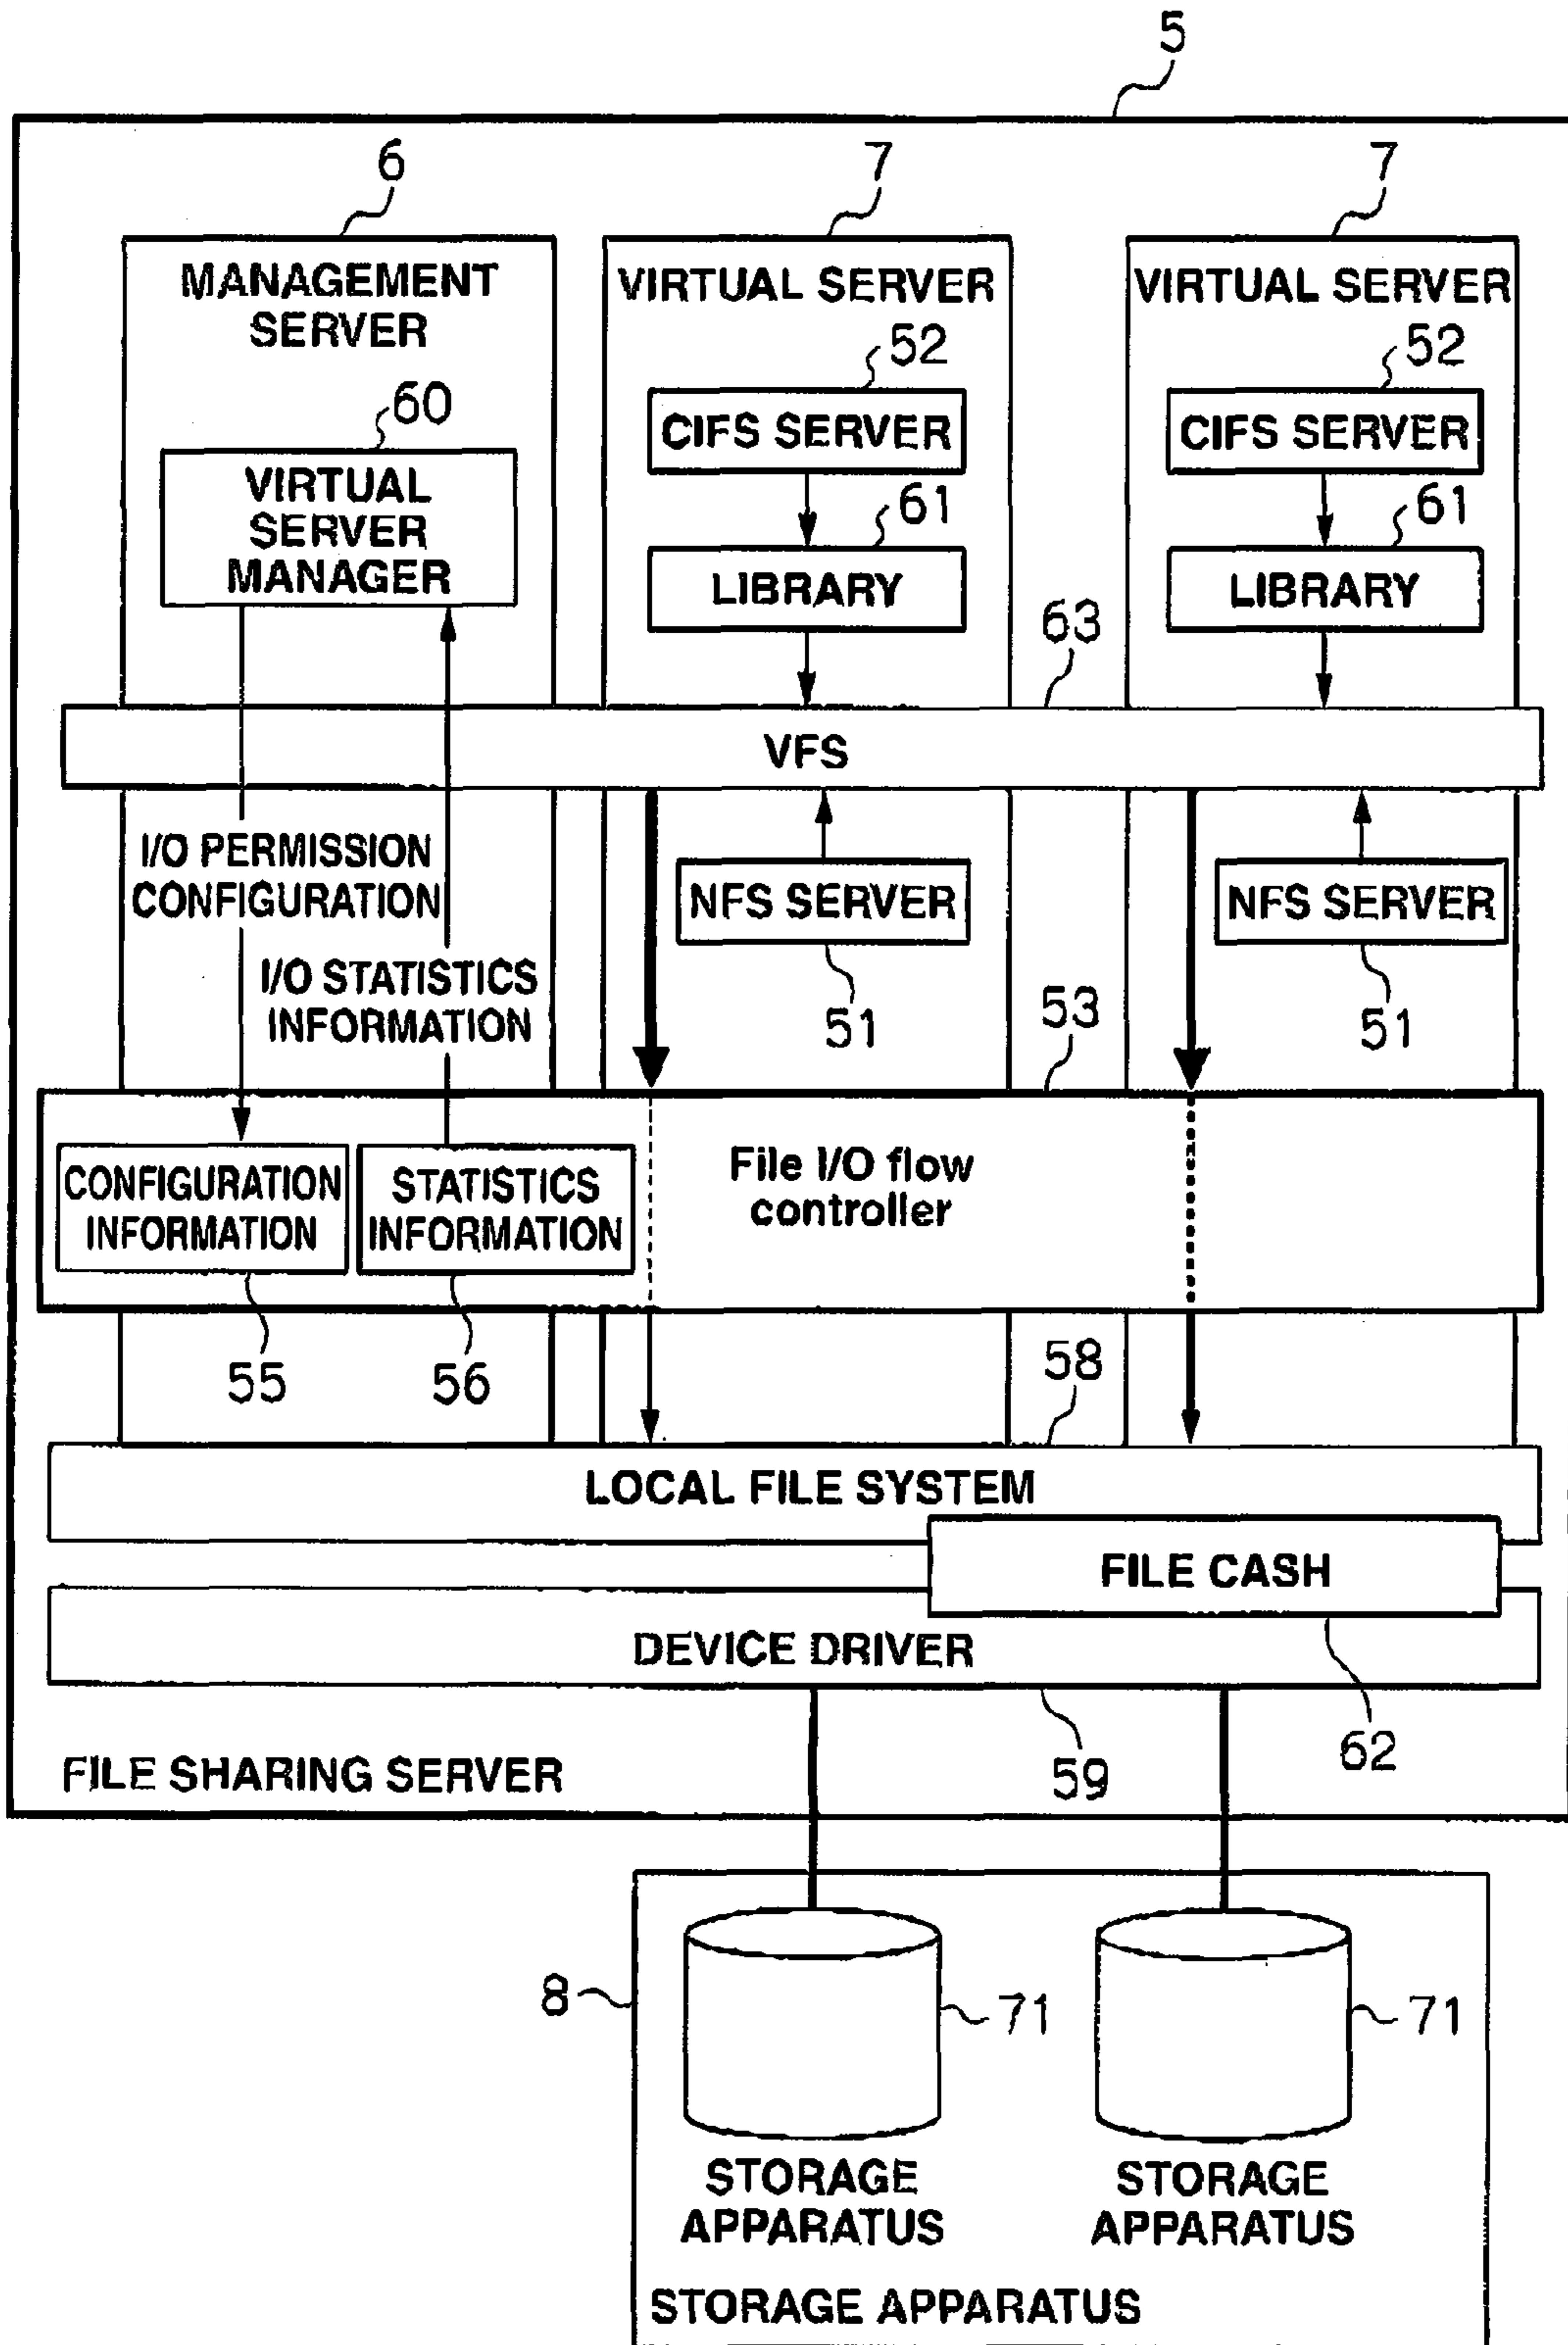 5
6
7
7
MANAGEMENT
SERVER
VIRTUAL SERVER
VIRTUAL SERVER
52
52
CIFS SERVER
CIFS SERVER
60
VIRTUAL
SERVER
MANAGER
61
61
LIBRARY
LIBRARY
63
VFS
I/O PERMISSION
CONFIGURATION
NFS SERVER
NFS SERVER
I/O STATISTICS
INFORMATION
51
51
53
CONFIGURATION
INFORMATION
STATISTICS
INFORMATION
File I/O flow
controller
55
56
58
LOCAL FILE SYSTEM
FILE CASH
DEVICE DRIVER
62
59
FILE SHARING SERVER
8
71
71
STORAGE
APPARATUS
STORAGE
APPARATUS
STORAGE APPARATUS